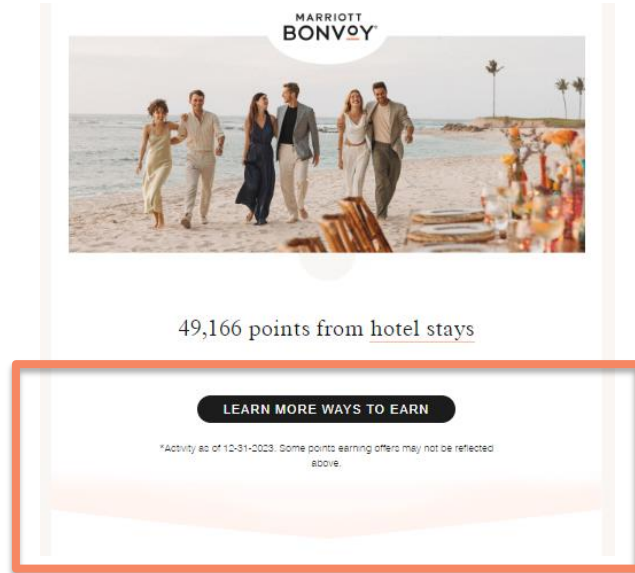 MARRIOTT
BONVOY
49,166 points from hotel stays
LEARN MORE WAYS TO EARN
*Activity as of 12-31-2023. Some points earning offers may not be reflected
above.